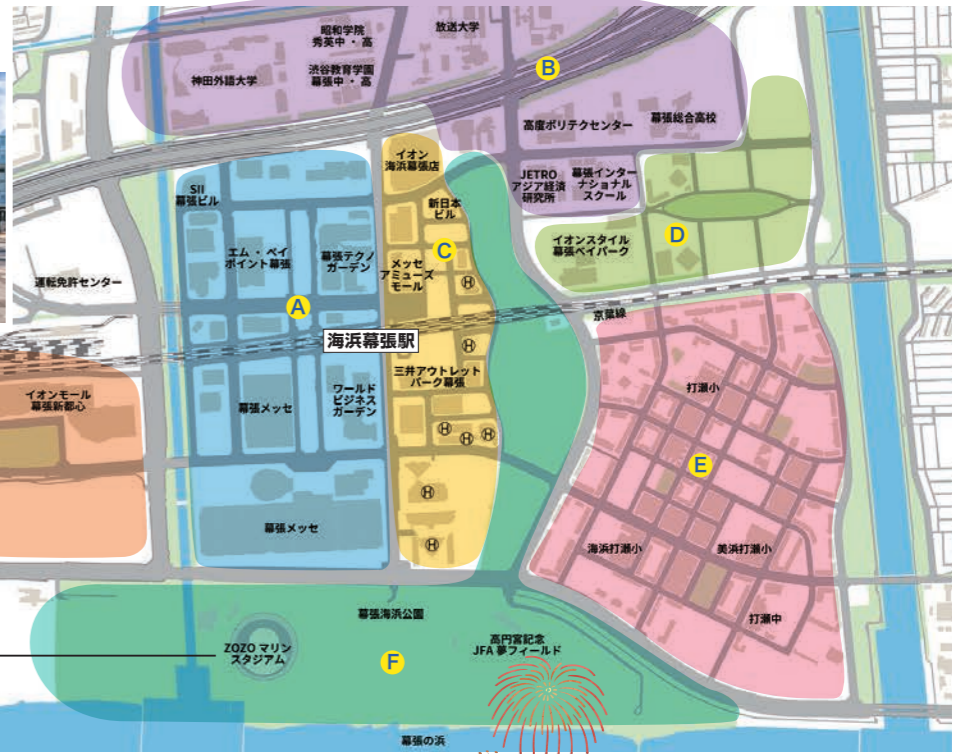 昭和学院
秀英中・高
放送大学
神田外語大学
渋谷教育学園
幕張中・高
B
高度ポリテクセンター
幕張総合高校
イオン
海浜幕張店
JETRO
アジア経済
研究所
幕張インター
ナショナル
スクール
SII
幕張ビル
新日本
ビル
エム・ベイ
ポイント幕張
幕張テクノ
ガーデン
C
D
イオンスタイル
幕張ベイパーク
メッセ
アミューズ
モール
H
運転免許センター
A
京葉線
海浜幕張駅
H
三井アウトレット
パーク幕張
打瀬小
イオンモール
幕張新都心
幕張メッセ
ワールド
ビジネス
ガーデン
H
H
H
E
H
幕張メッセ
H
海浜打瀬小
美浜打瀬小
幕張海浜公園
打瀬中
ZOZO マリン
スタジアム
F
高円宮記念
JFA 夢フィールド
幕張の浜